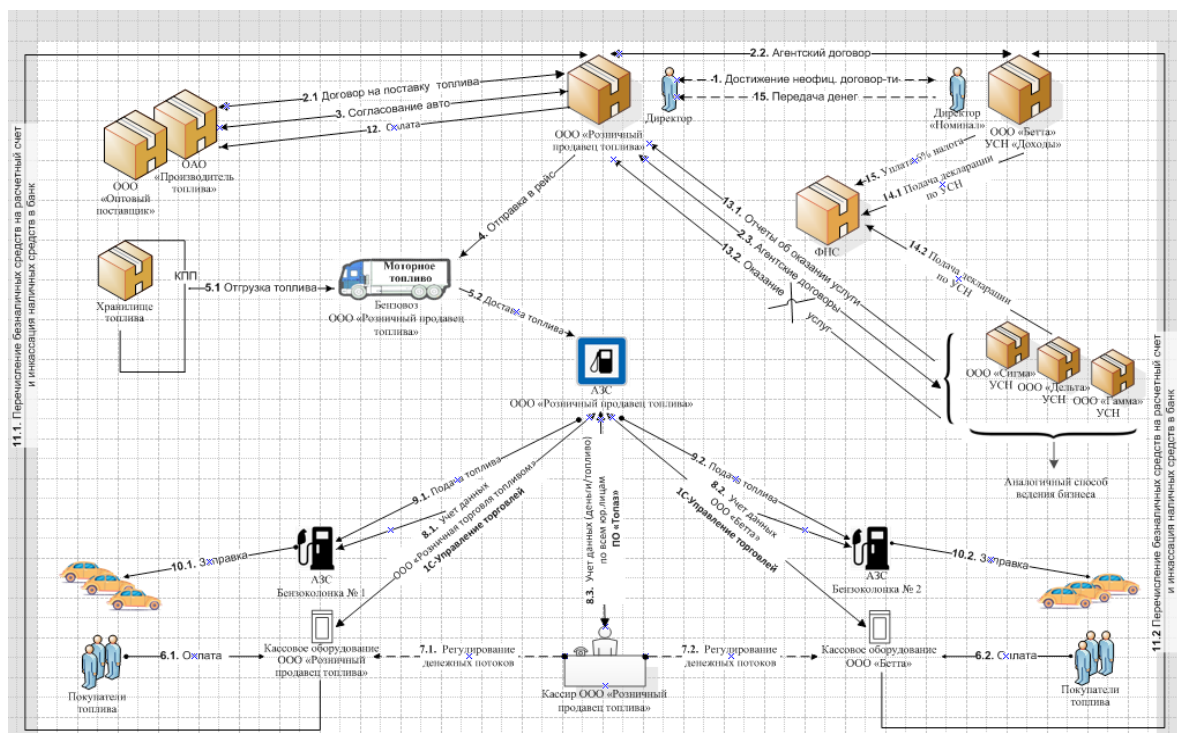 2.2. Агентский договор
2.1 Договор на поставку топлива
3. Согласование авто
12. Оплата
1. Достижение неофиц. договор-ти
15. Передача денег
Директор
Директор
«Номинал»
ООО «Розничный
продавец топлива»
ООО «Бетта»
УСН «Доходы»
ОАО
«Производитель
топлива»
ООО
«Оптовый
поставщик»
15. Уплата 6% налога
14.1 Подача декларации
по УСН
ФНС
14.2 Подача декларации
по УСН
4. Отправка в рейс
13.1. Отчеты об оказании услуги
2.3. Агентские договоры
13.2. Оказание
услуг
КПП
Хранилище
топлива
5.1 Отгрузка топлива
Моторное
топливо
Бензовоз
ООО «Розничный продавец
топлива»
5.2 Доставка топлива
АЗС
ООО «Розничный продавец топлива»
ООО «Сигма»
УСН
ООО «Дельта»
УСН
ООО «Гамма»
УСН
Аналогичный способ
ведения бизнеса
11.1. Перечисление безналичных средств на расчетный счет
и инкассация наличных средств в банк
11.2 Перечисление безналичных средств на расчетный счет
и инкассация наличных средств в банк
9.1. Подача топлива
8.1. Учет данных
ООО «Розничная торговля топливом»
1С-Управление торговлей
8.3. Учет данных (деньги/топливо)
по всем юр.лицам
ПО «Топаз»
9.2. Подача топлива
8.2. Учет данных
ООО «Бетта»
1С-Управление торговлей
10.1. Заправка
АЗС
Бензоколонка № 1
АЗС
Бензоколонка № 2
10.2. Заправка
6.1. Оплата
Покупатели
топлива
Кассовое оборудование
ООО «Розничный
продавец топлива»
7.1. Регулирование
денежных потоков
Кассир ООО «Розничный
продавец топлива»
7.2. Регулирование
денежных потоков
Кассовое оборудование
ООО «Бетта»
6.2. Оплата
Покупатели
топлива